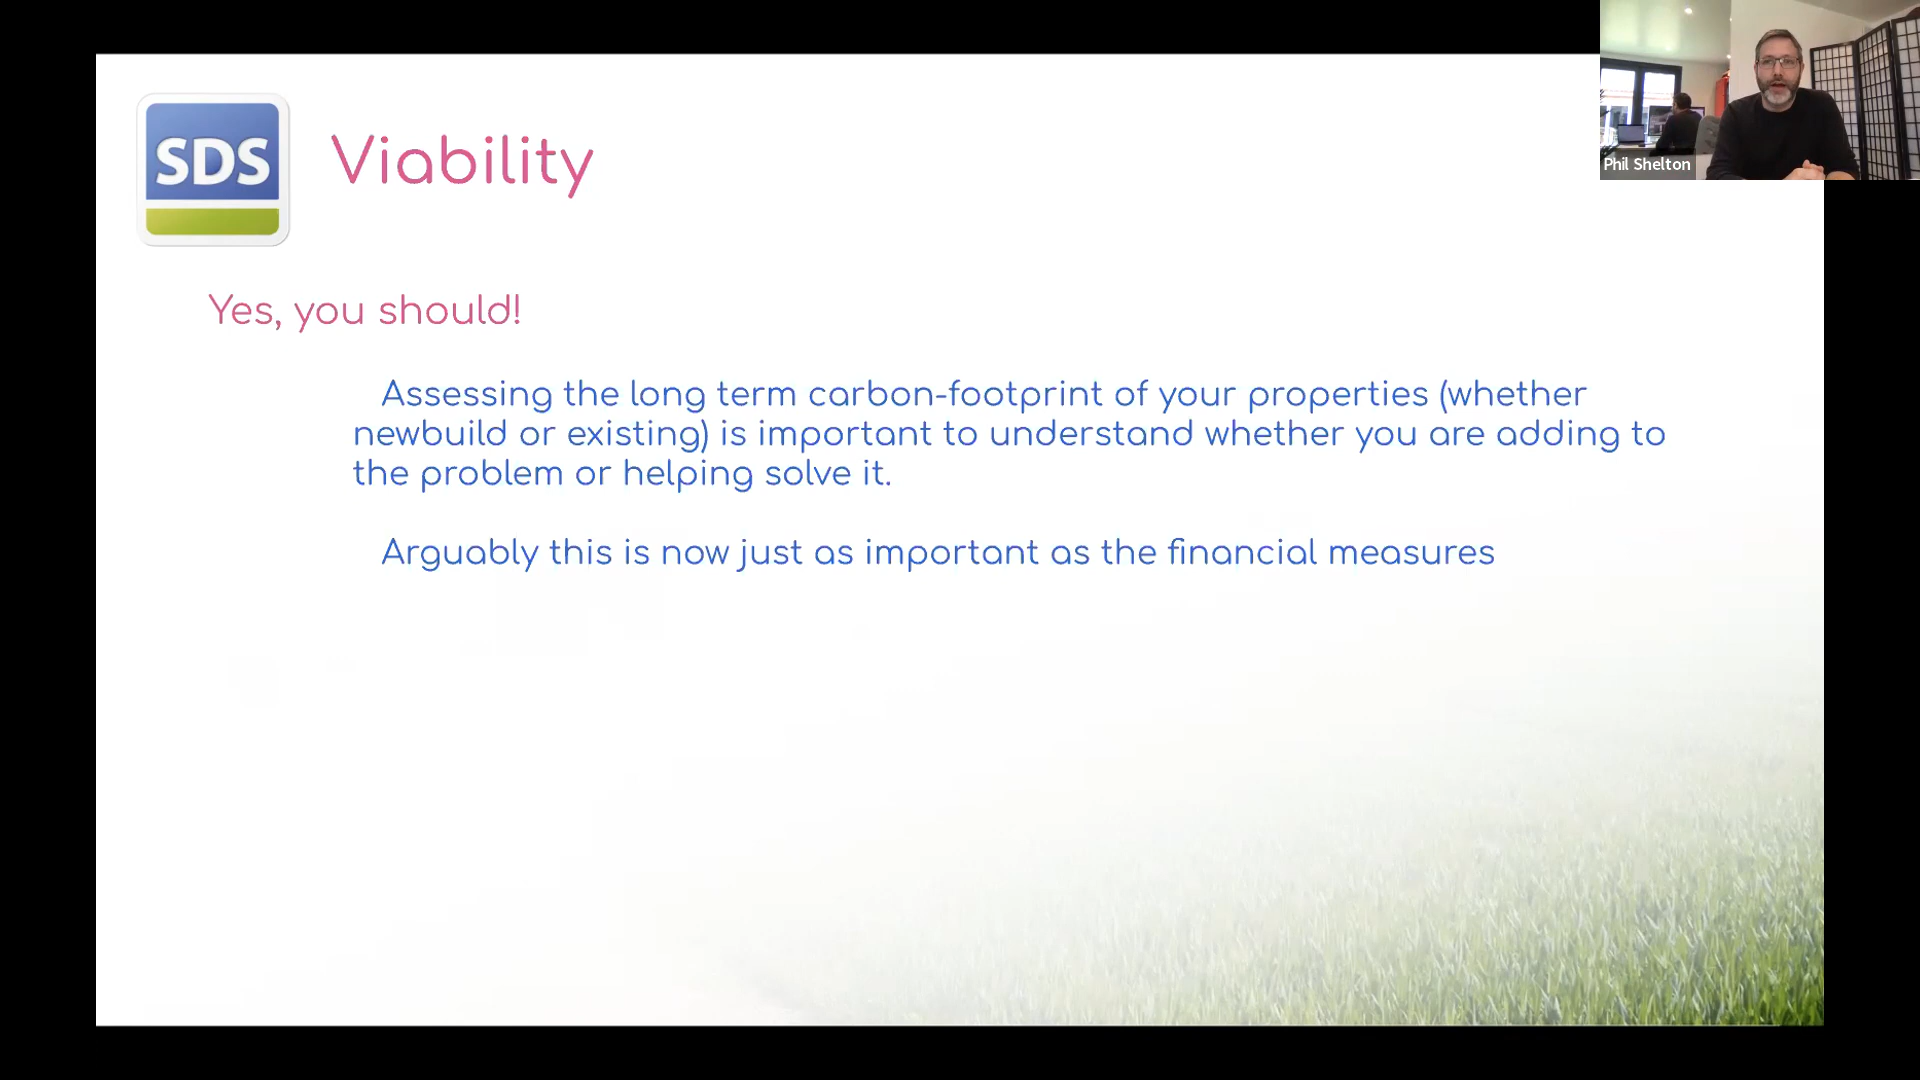 Phil Shelton
SDS
Viability
Yes, you should!
Assessing the long term carbon-footprint of your properties (whether
newbuild or existing) is important to understand whether you are adding to
the problem or helping solve it.
Arguably this is now just as important as the financial measures